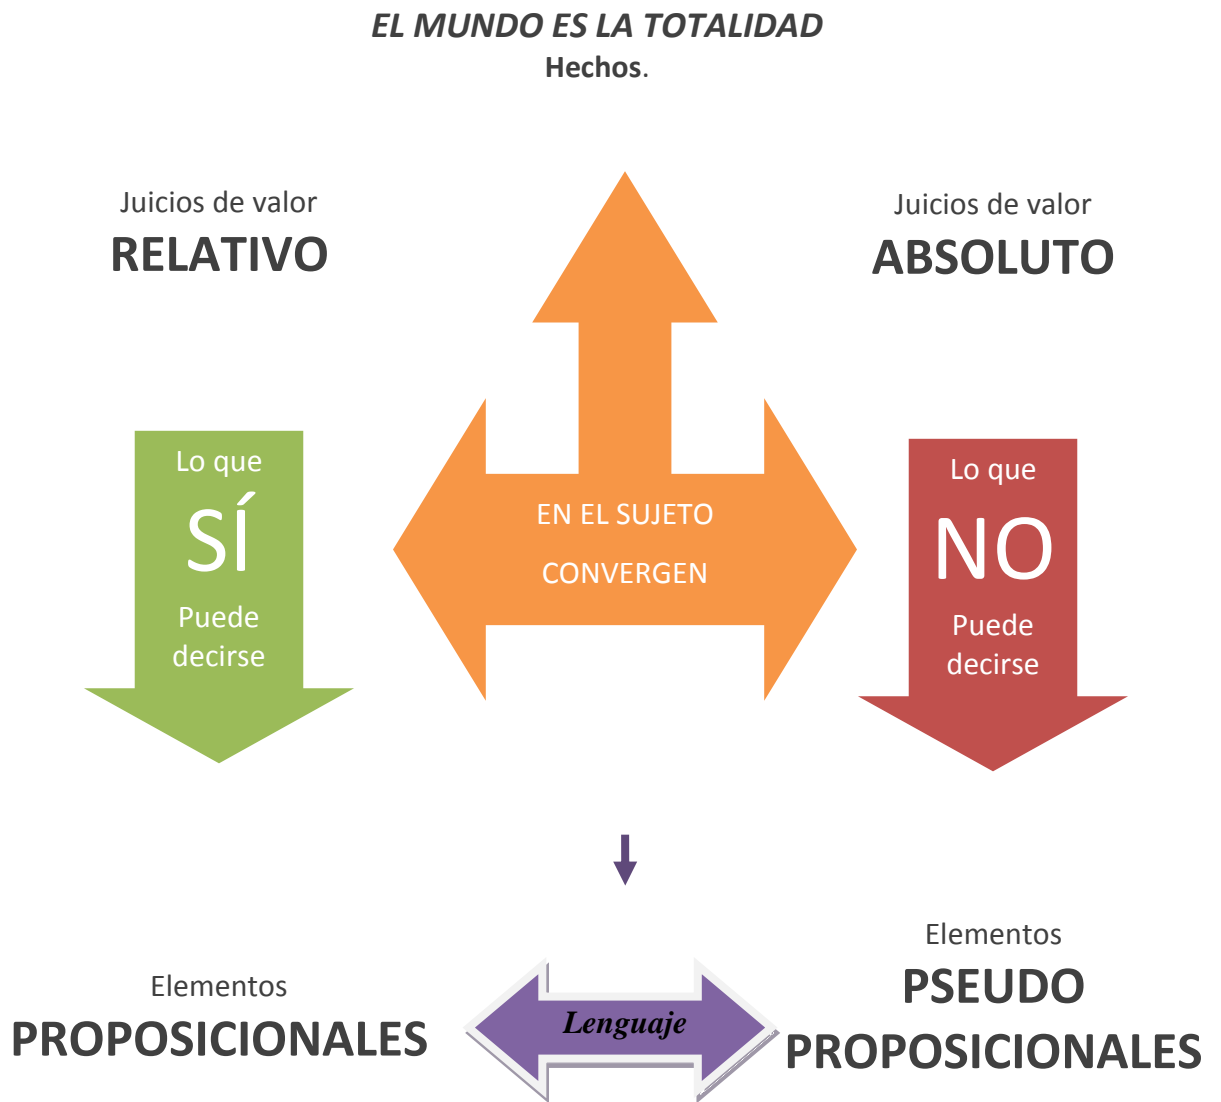 EL MUNDO ES LA TOTALIDAD
Hechos.
Juicios de valor
RELATIVO
Juicios de valor
ABSOLUTO
Lo que
SÍ
Puede
decirse
EN EL SUJETO
CONVERGEN
Lo que
NO
Puede
decirse
Elementos
PROPOSICIONALES
Lenguaje
Elementos
PSEUDO
PROPOSICIONALES